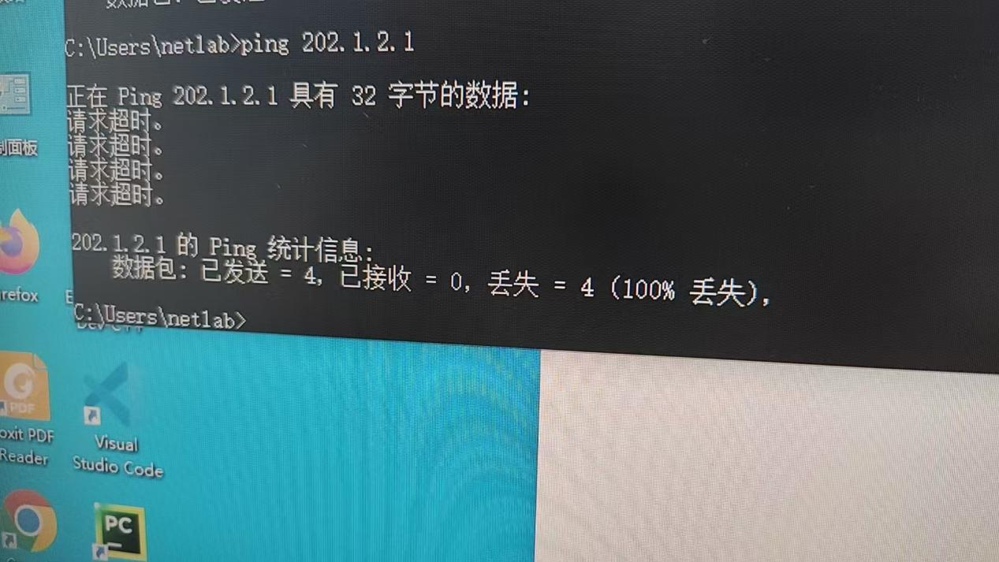 C:\Users\netlab>ping 202.1.2.1
正在 Ping 202.1.2.1 具有 32 字节的数据:
请求超时。
请求超时。
请求超时。
请求超时。
202.1.2.1 的 Ping 统计信息:
数据包: 已发送 = 4, 已接收 = 0, 丢失 = 4 (100% 丢失),
C:\Users\netlab>
制面板
refox
oxit PDF
Reader
PDF
Visual
Studio Code
PC